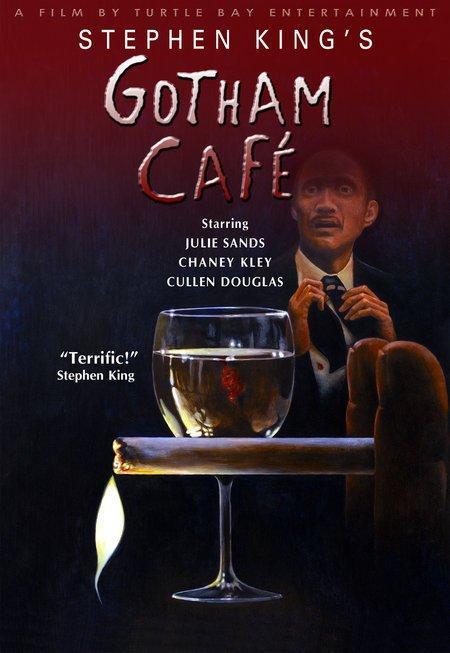 A FILM BY TURTLE BAY ENTERTAINMENT
STEPHEN KING'S
GOTHAM
CAFÉ
Starring
JULIE SANDS
CHANEY KLEY
CULLEN DOUGLAS
“Terrific!”
Stephen King